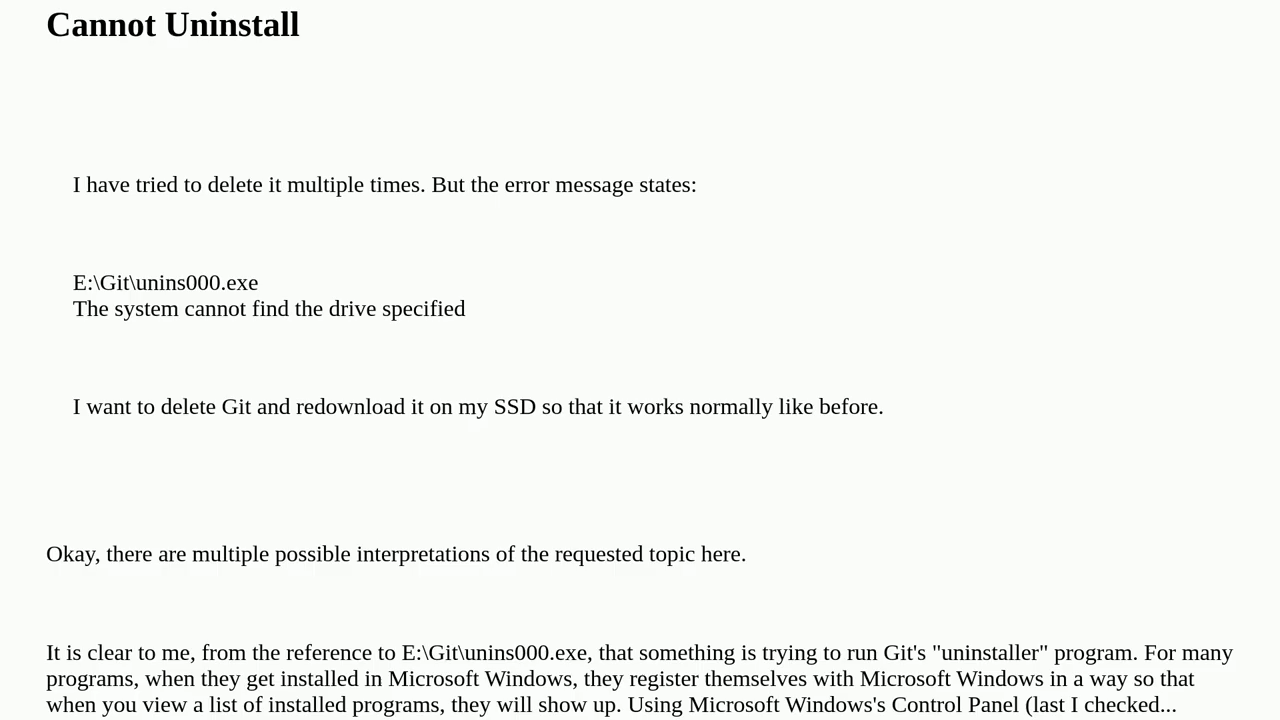 Cannot Uninstall
I have tried to delete it multiple times. But the error message states:
E:\Git\unins000.exe
The system cannot find the drive specified
I want to delete Git and redownload it on my SSD so that it works normally like before.
Okay, there are multiple possible interpretations of the requested topic here.
It is clear to me, from the reference to E:\Git\unins000.exe, that something is trying to run Git's "uninstaller" program. For many
programs, when they get installed in Microsoft Windows, they register themselves with Microsoft Windows in a way so that
when you view a list of installed programs, they will show up. Using Microsoft Windows's Control Panel (last I checked...